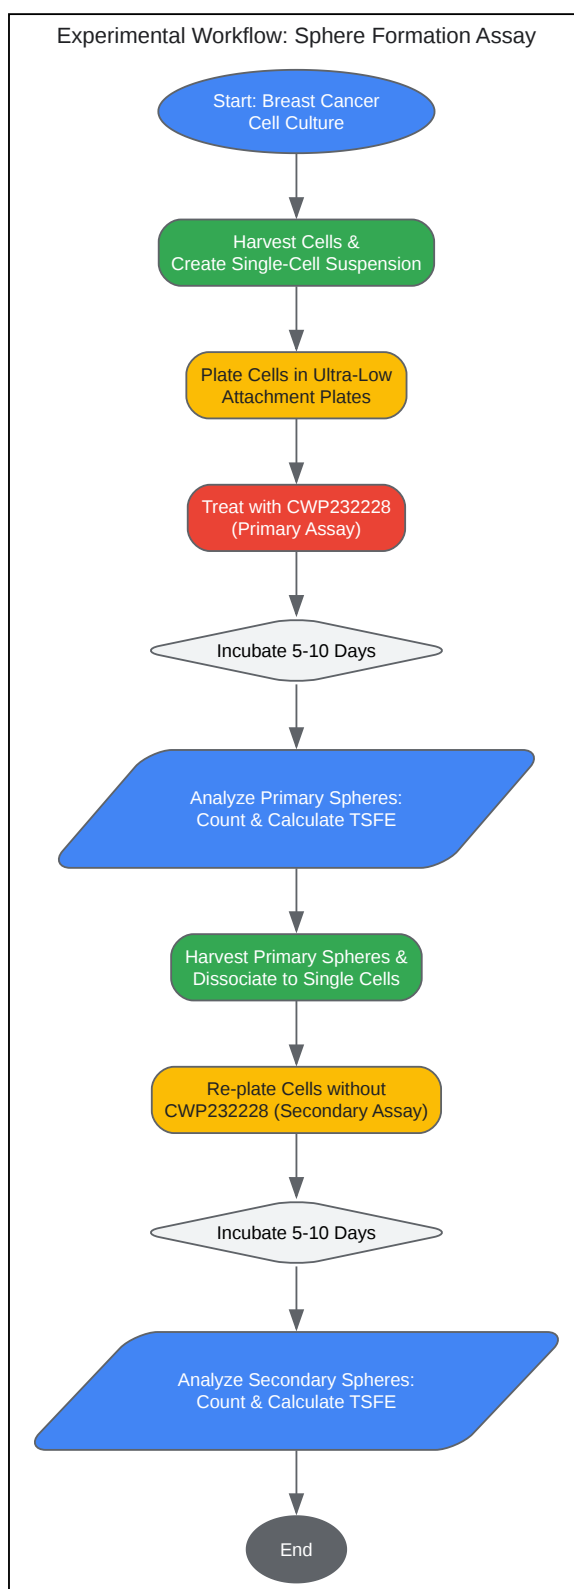 Experimental Workflow: Sphere Formation Assay
Start: Breast Cancer
Cell Culture
Harvest Cells &
Create Single-Cell Suspension
Plate Cells in Ultra-Low
Attachment Plates
Treat with CWP232228
(Primary Assay)
Incubate 5-10 Days
Analyze Primary Spheres:
Count & Calculate TSFE
Harvest Primary Spheres &
Dissociate to Single Cells
Re-plate Cells without
CWP232228 (Secondary Assay)
Incubate 5-10 Days
Analyze Secondary Spheres:
Count & Calculate TSFE
End